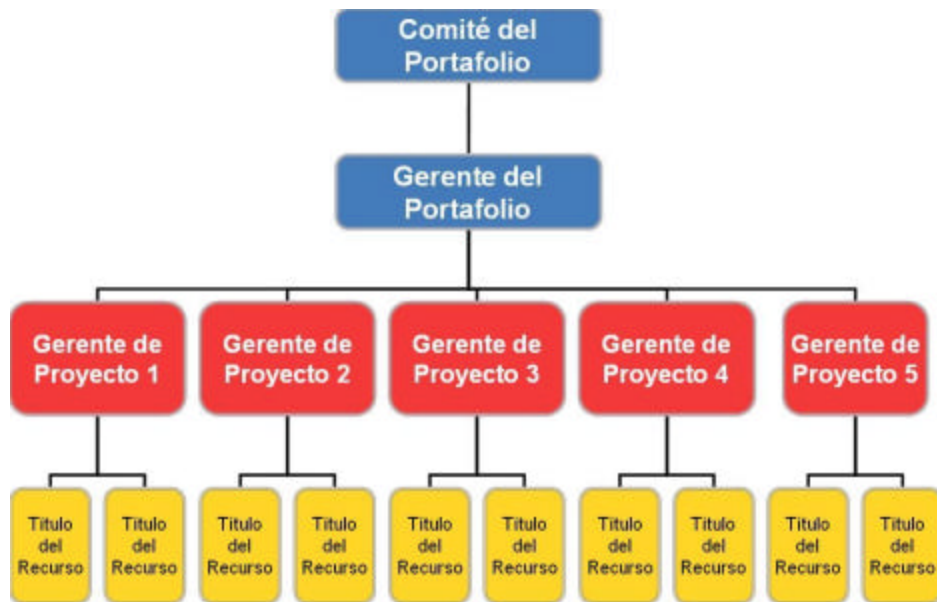 Comité del
Portafolio
Gerente del
Portafolio
Gerente de
Proyecto 1
Gerente de
Proyecto 2
Gerente de
Proyecto 3
Gerente de
Proyecto 4
Gerente de
Proyecto 5
Titulo
del
Recurso
Titulo
del
Recurso
Titulo
del
Recurso
Titulo
del
Recurso
Titulo
del
Recurso
Titulo
del
Recurso
Titulo
del
Recurso
Titulo
del
Recurso
Titulo
del
Recurso
Titulo
del
Recurso